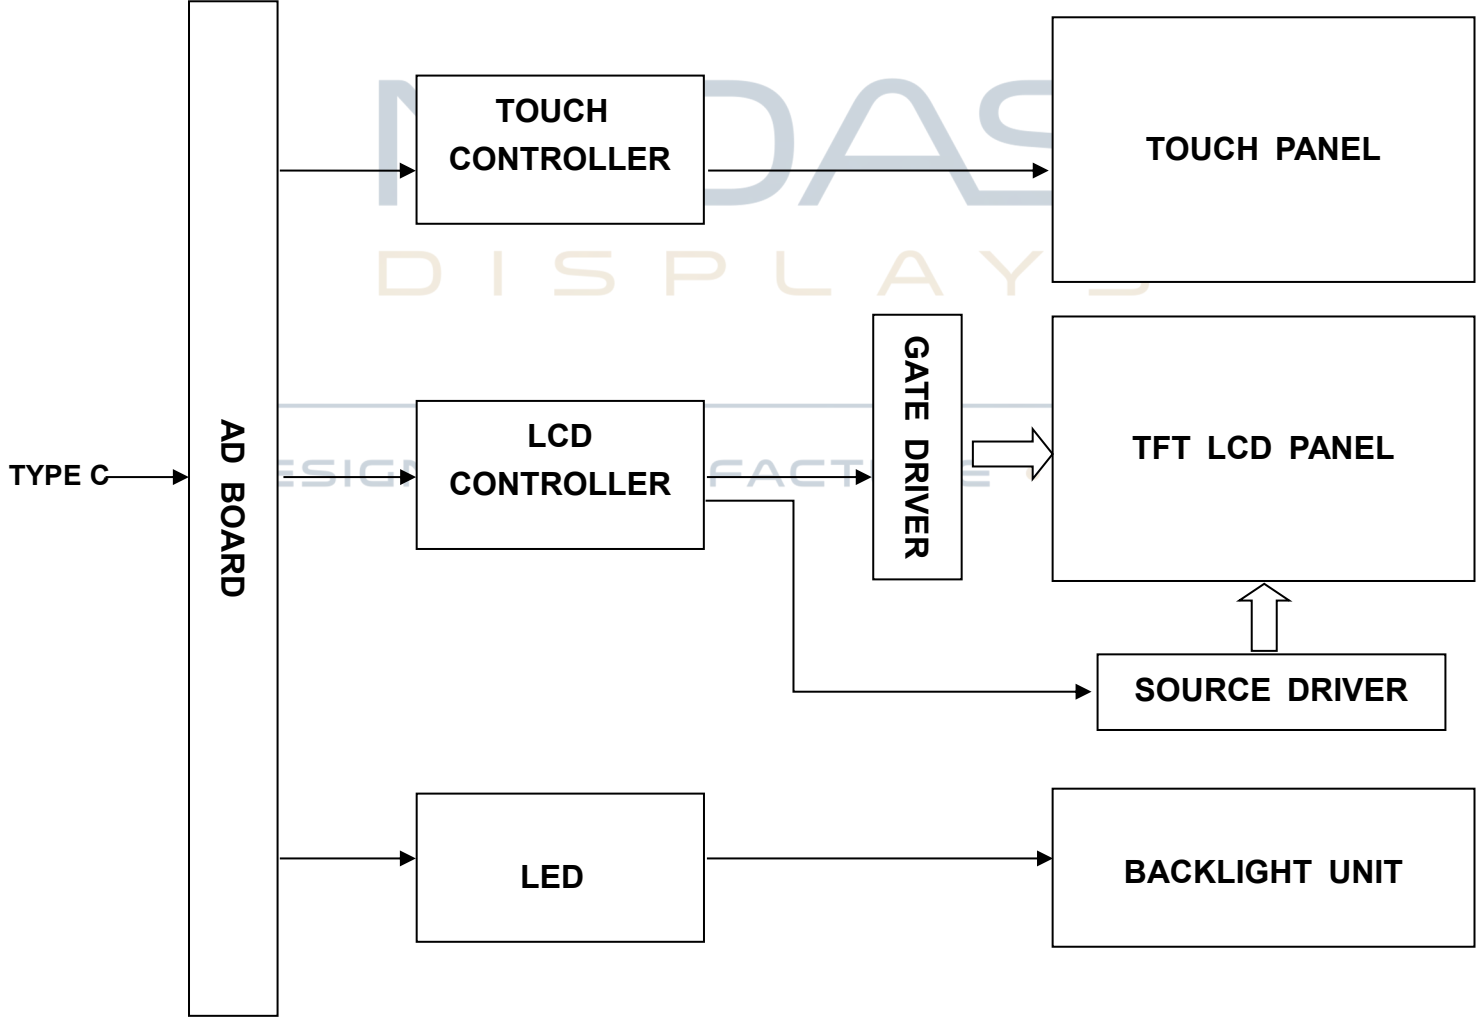 TOUCH
CONTROLLER
TOUCH PANEL
DISPLAYS
GATE DRIVER
LCD
CONTROLLER
TFT LCD PANEL
TYPE C
AD BOARD
SOURCE DRIVER
LED
BACKLIGHT UNIT